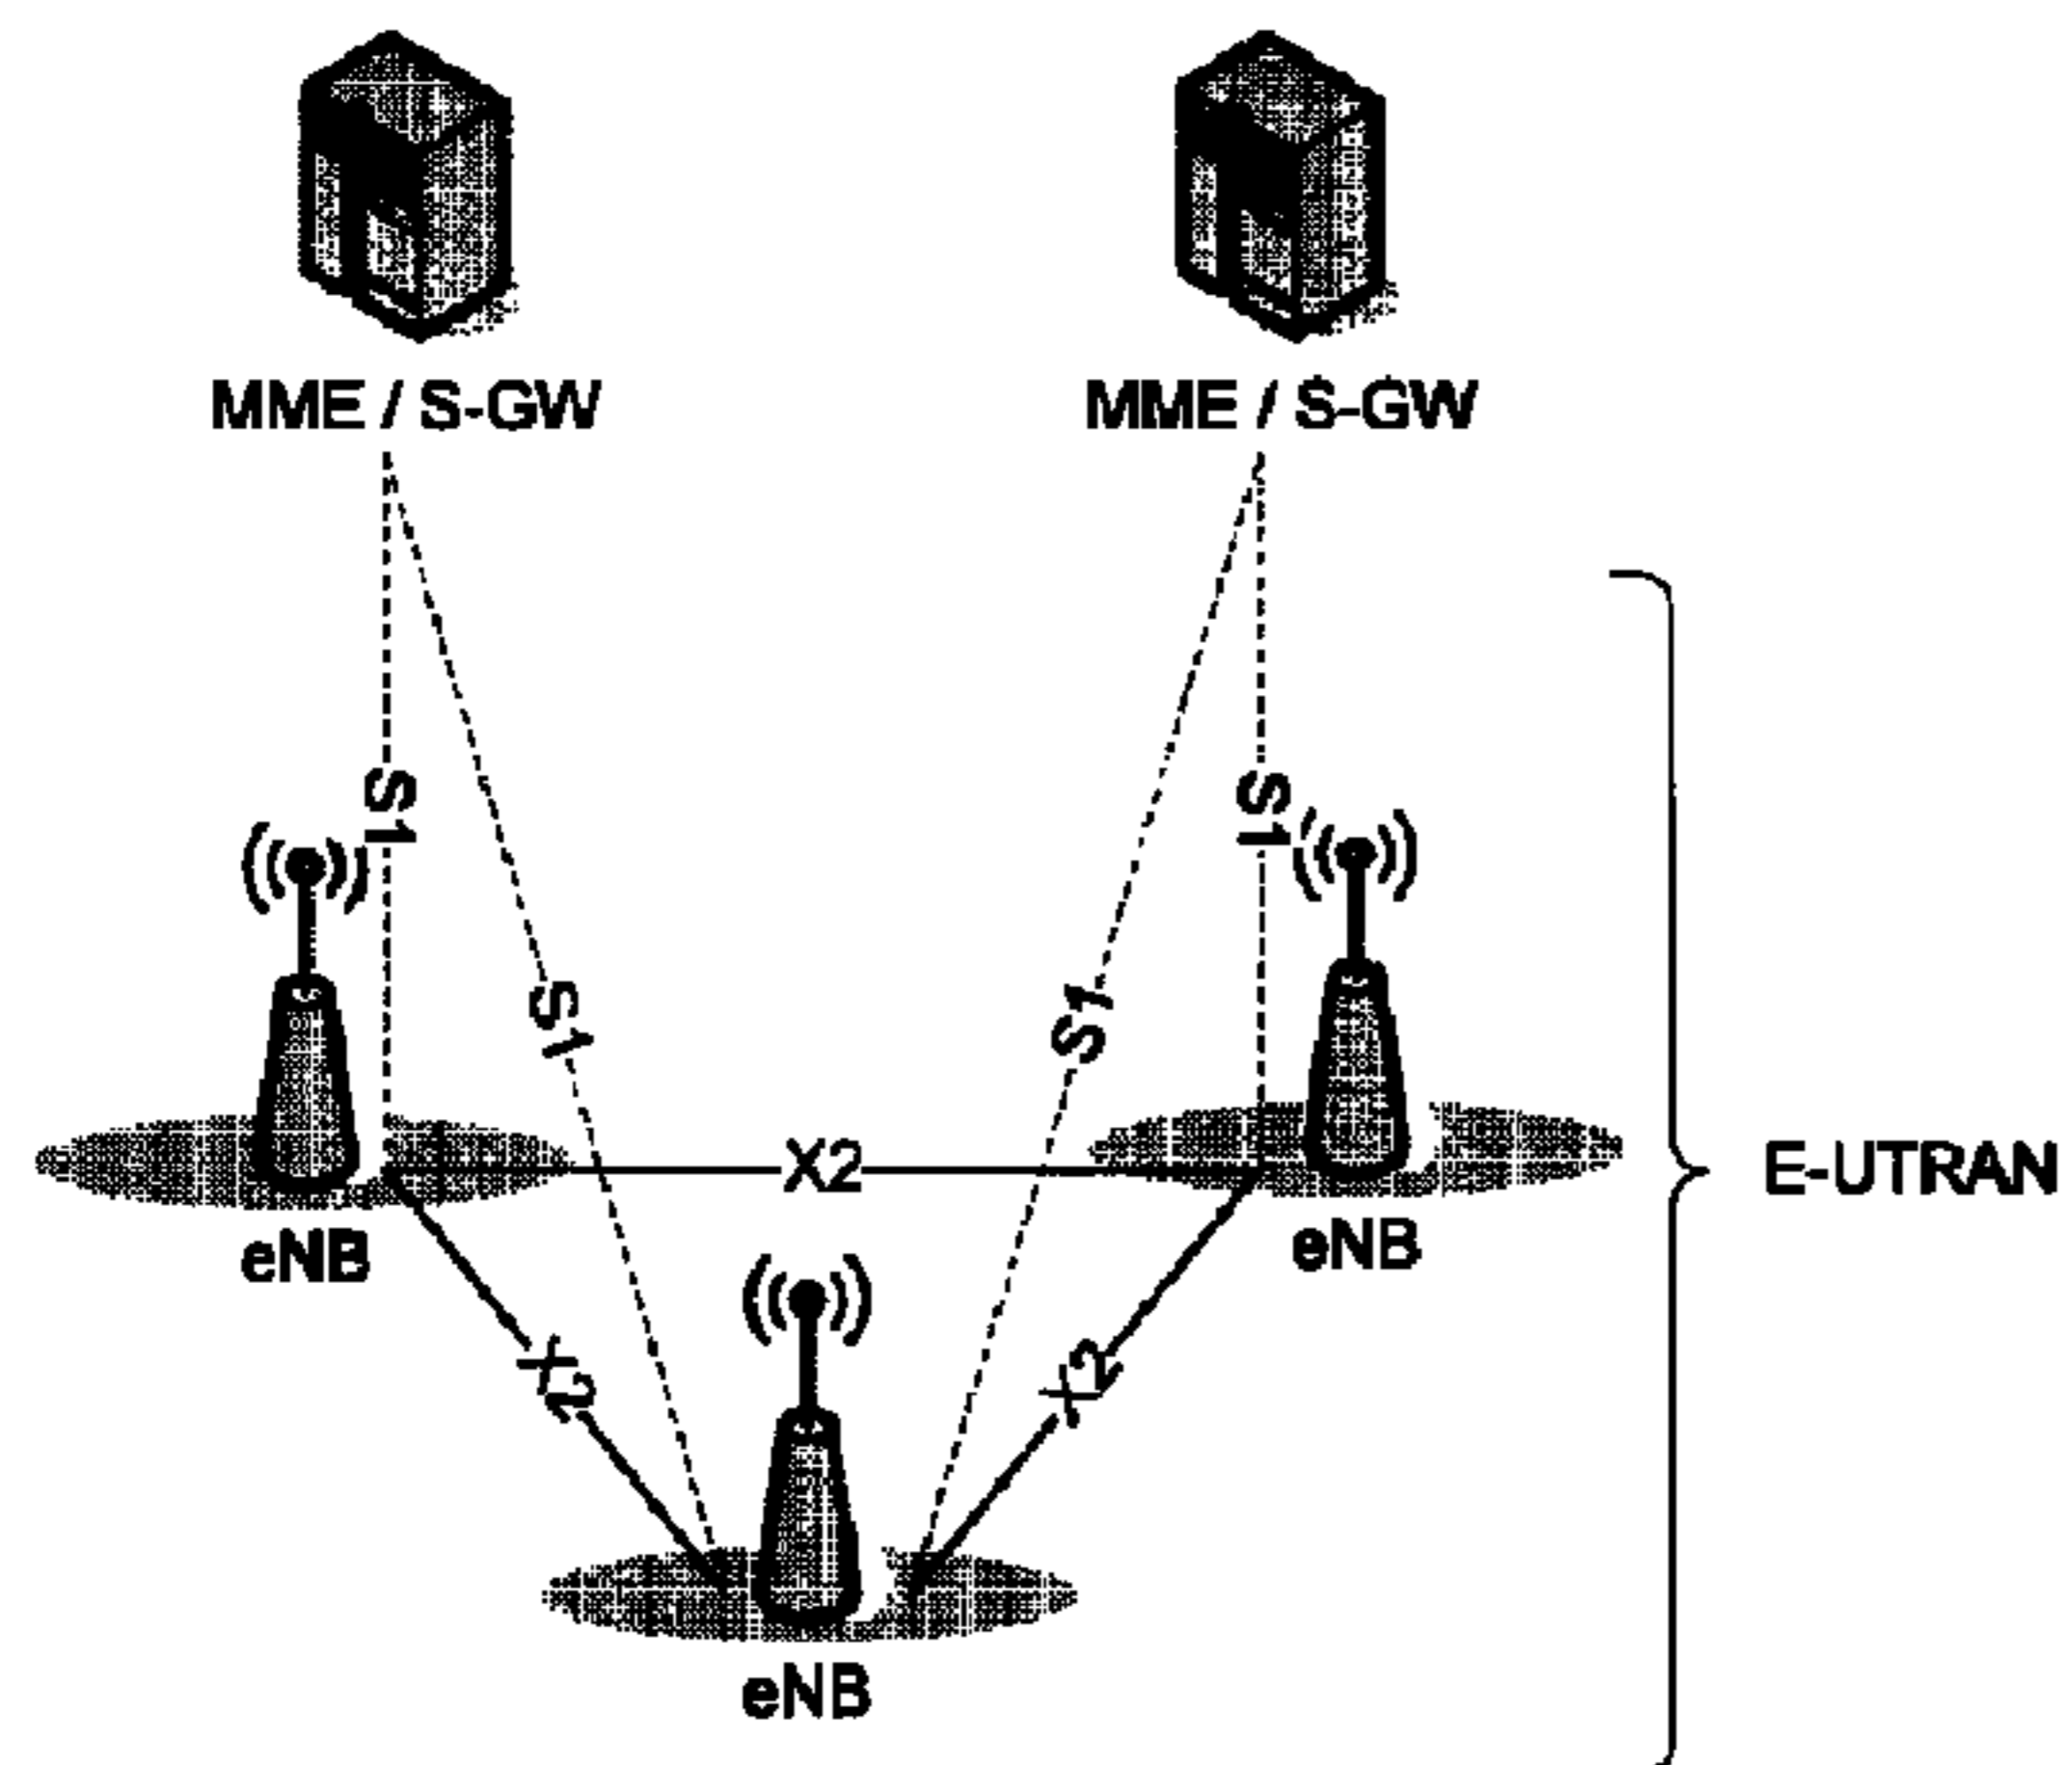 MME / S-GW
MME / S-GW
S1
S1
S1
S1
X2
E-UTRAN
eNB
eNB
X2
X2
eNB